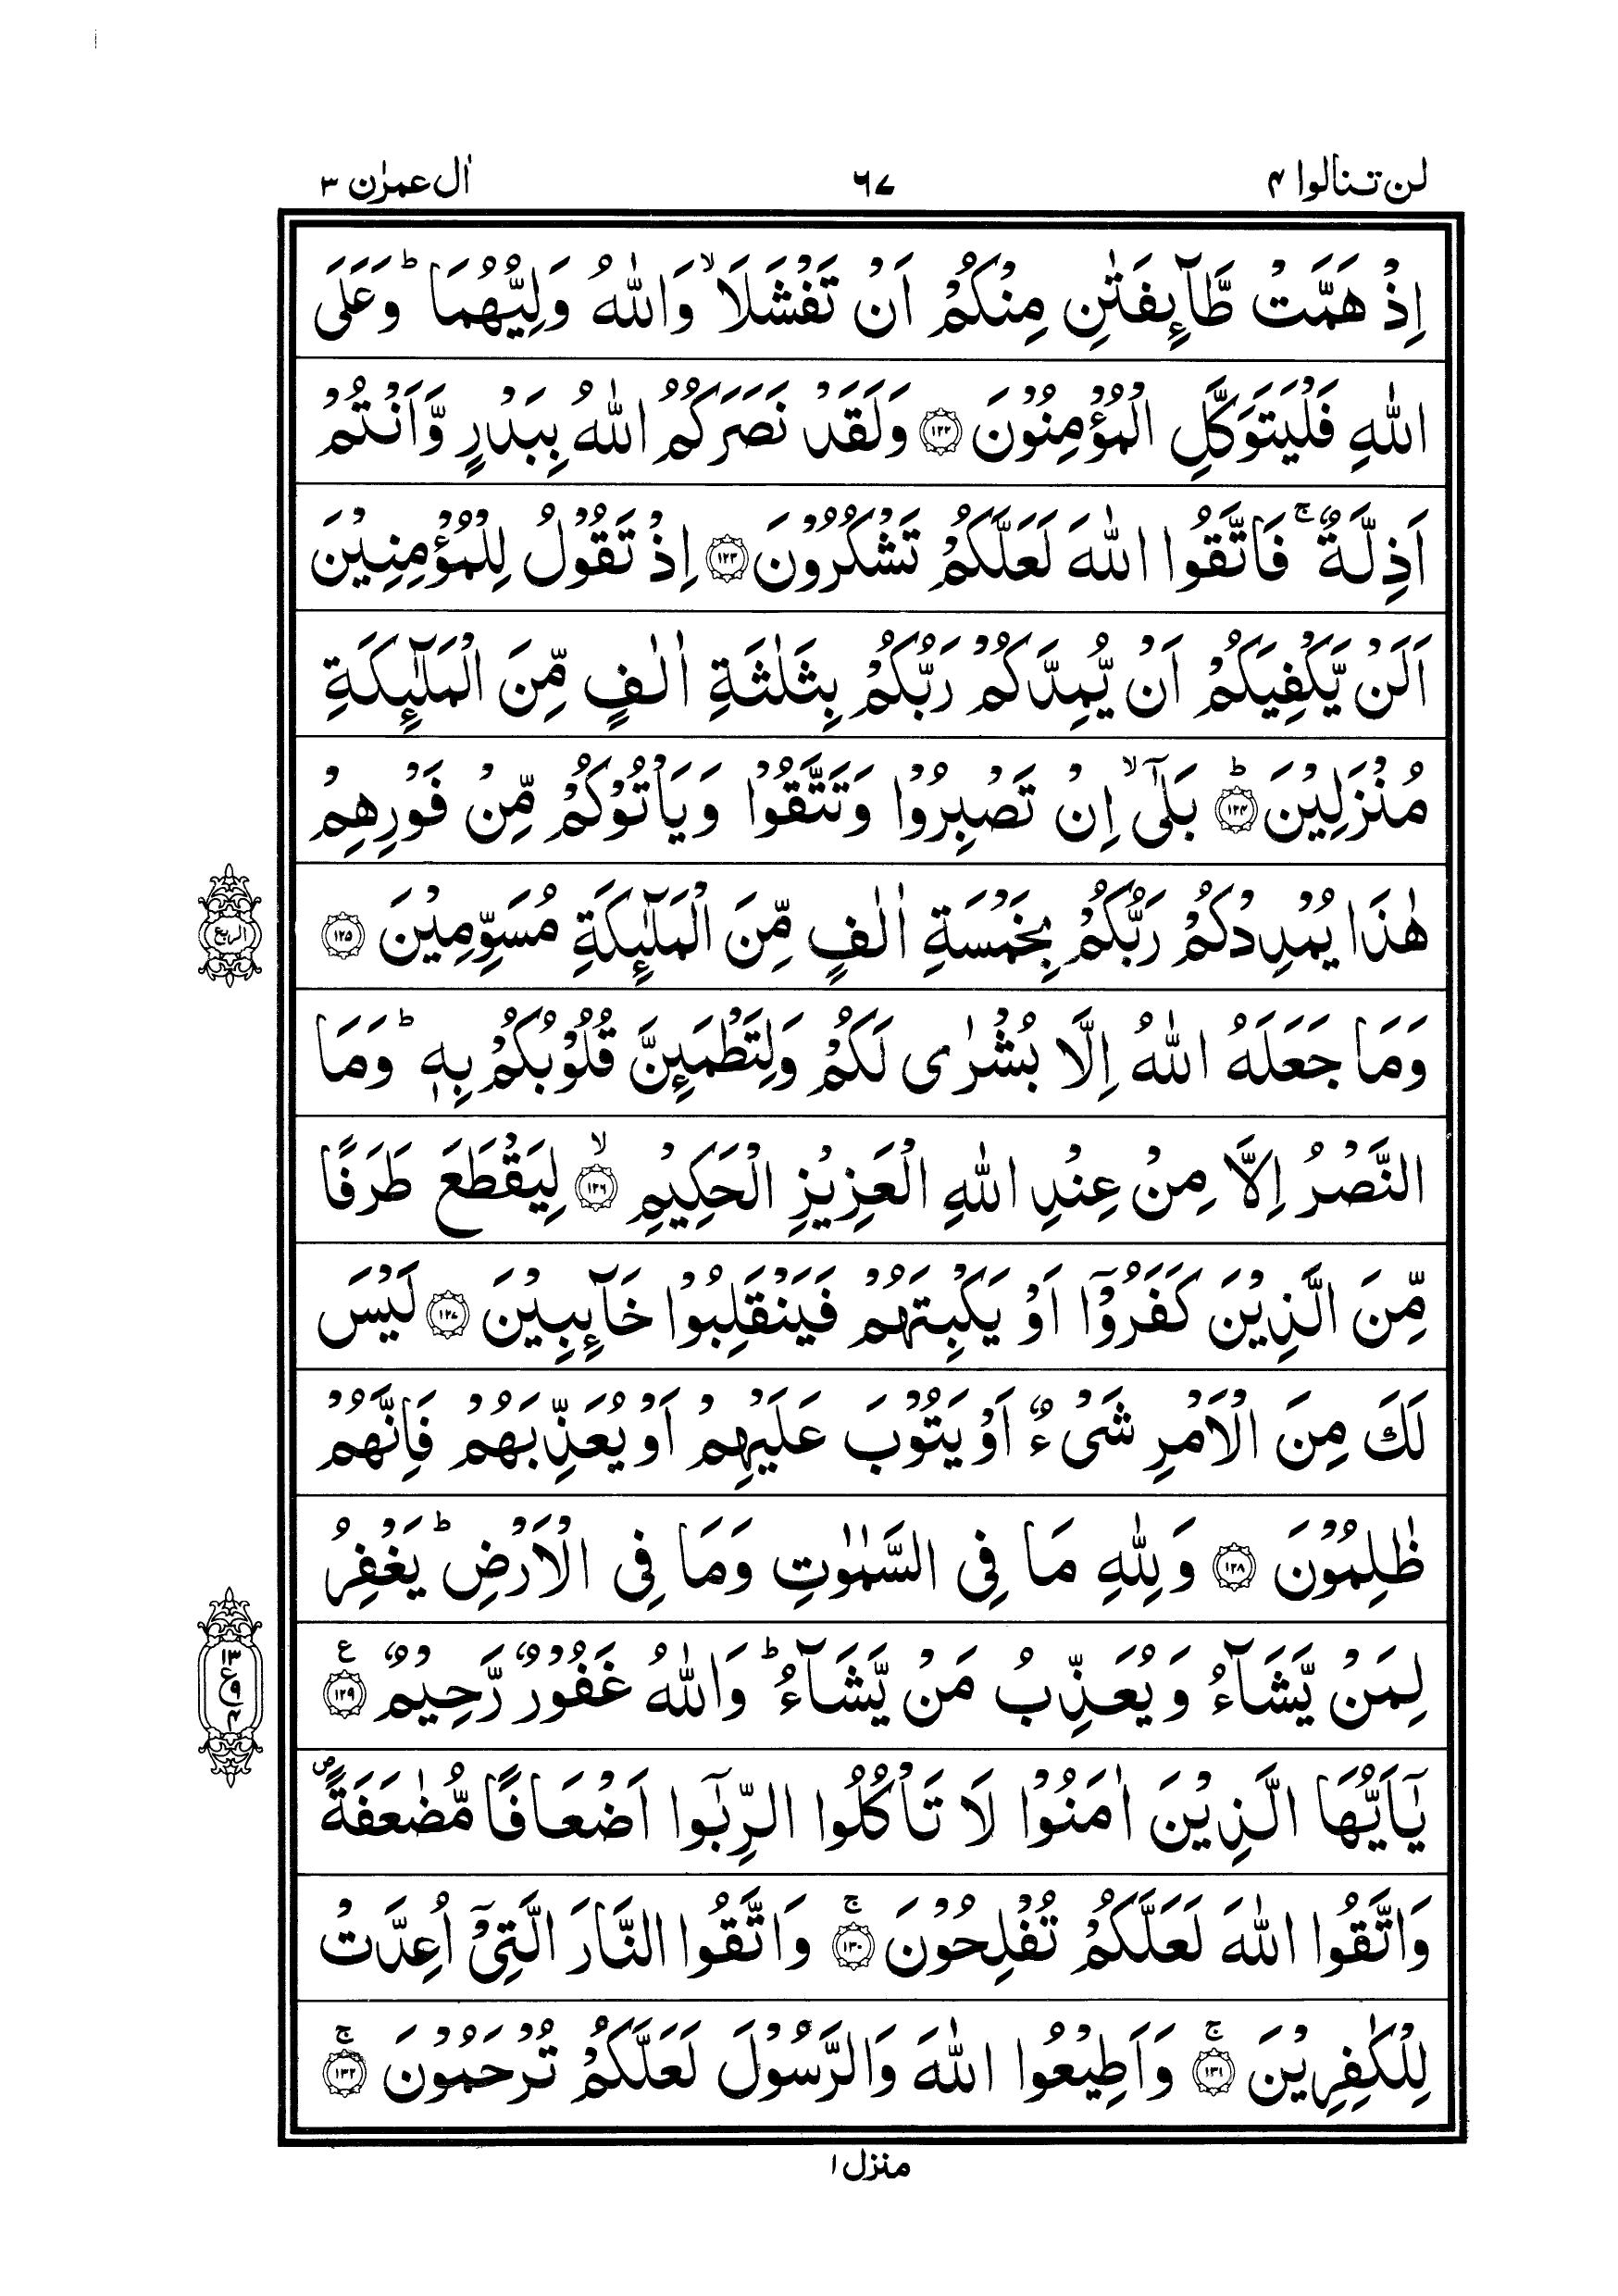 لن تنالوا ۴
۶۷
اٰل عمرٰن ۳
اِذْ هَمَّتْ طَّآىِٕفَتٰنِ مِنْكُمْ اَنْ تَفْشَلَا ۙ وَاللّٰهُ وَلِيُّهُمَا ؕ وَعَلَى
اللّٰهِ فَلْيَتَوَكَّلِ الْمُؤْمِنُوْنَ ۝۱۲۲ وَلَقَدْ نَصَرَكُمُ اللّٰهُ بِبَدْرٍ وَّاَنْتُمْ
اَذِلَّةٌ ۚ فَاتَّقُوا اللّٰهَ لَعَلَّكُمْ تَشْكُرُوْنَ ۝۱۲۳ اِذْ تَقُوْلُ لِلْمُؤْمِنِيْنَ
اَلَنْ يَّكْفِيَكُمْ اَنْ يُّمِدَّكُمْ رَبُّكُمْ بِثَلٰثَةِ اٰلٰفٍ مِّنَ الْمَلٰٓىِٕكَةِ
مُنْزَلِيْنَ ؕ۝۱۲۴ بَلٰٓى ۙ اِنْ تَصْبِرُوْا وَتَتَّقُوْا وَيَاْتُوْكُمْ مِّنْ فَوْرِهِمْ
هٰذَا يُمْدِدْكُمْ رَبُّكُمْ بِخَمْسَةِ اٰلٰفٍ مِّنَ الْمَلٰٓىِٕكَةِ مُسَوِّمِيْنَ ۝۱۲۵
الربع
وَمَا جَعَلَهُ اللّٰهُ اِلَّا بُشْرٰى لَكُمْ وَلِتَطْمَىِٕنَّ قُلُوْبُكُمْ بِهٖ ؕ وَمَا
النَّصْرُ اِلَّا مِنْ عِنْدِ اللّٰهِ الْعَزِيْزِ الْحَكِيْمِ ۙ۝۱۲۶ لِيَقْطَعَ طَرَفًا
مِّنَ الَّذِيْنَ كَفَرُوْۤا اَوْ يَكْبِتَهُمْ فَيَنْقَلِبُوْا خَآىِٕبِيْنَ ۝۱۲۷ لَيْسَ
لَكَ مِنَ الْاَمْرِ شَىْءٌ اَوْ يَتُوْبَ عَلَيْهِمْ اَوْ يُعَذِّبَهُمْ فَاِنَّهُمْ
ظٰلِمُوْنَ ۝۱۲۸ وَلِلّٰهِ مَا فِى السَّمٰوٰتِ وَمَا فِى الْاَرْضِ ؕ يَغْفِرُ
لِمَنْ يَّشَآءُ وَيُعَذِّبُ مَنْ يَّشَآءُ ؕ وَاللّٰهُ غَفُوْرٌ رَّحِيْمٌ ۝۱۲۹ ع
يٰۤاَيُّهَا الَّذِيْنَ اٰمَنُوْا لَا تَاْكُلُوا الرِّبٰۤوا اَضْعَافًا مُّضٰعَفَةً ۪
وَاتَّقُوا اللّٰهَ لَعَلَّكُمْ تُفْلِحُوْنَ ۚ۝۱۳۰ وَاتَّقُوا النَّارَ الَّتِىْۤ اُعِدَّتْ
لِلْكٰفِرِيْنَ ۚ۝۱۳۱ وَاَطِيْعُوا اللّٰهَ وَالرَّسُوْلَ لَعَلَّكُمْ تُرْحَمُوْنَ ۚ۝۱۳۲
منزل ۱